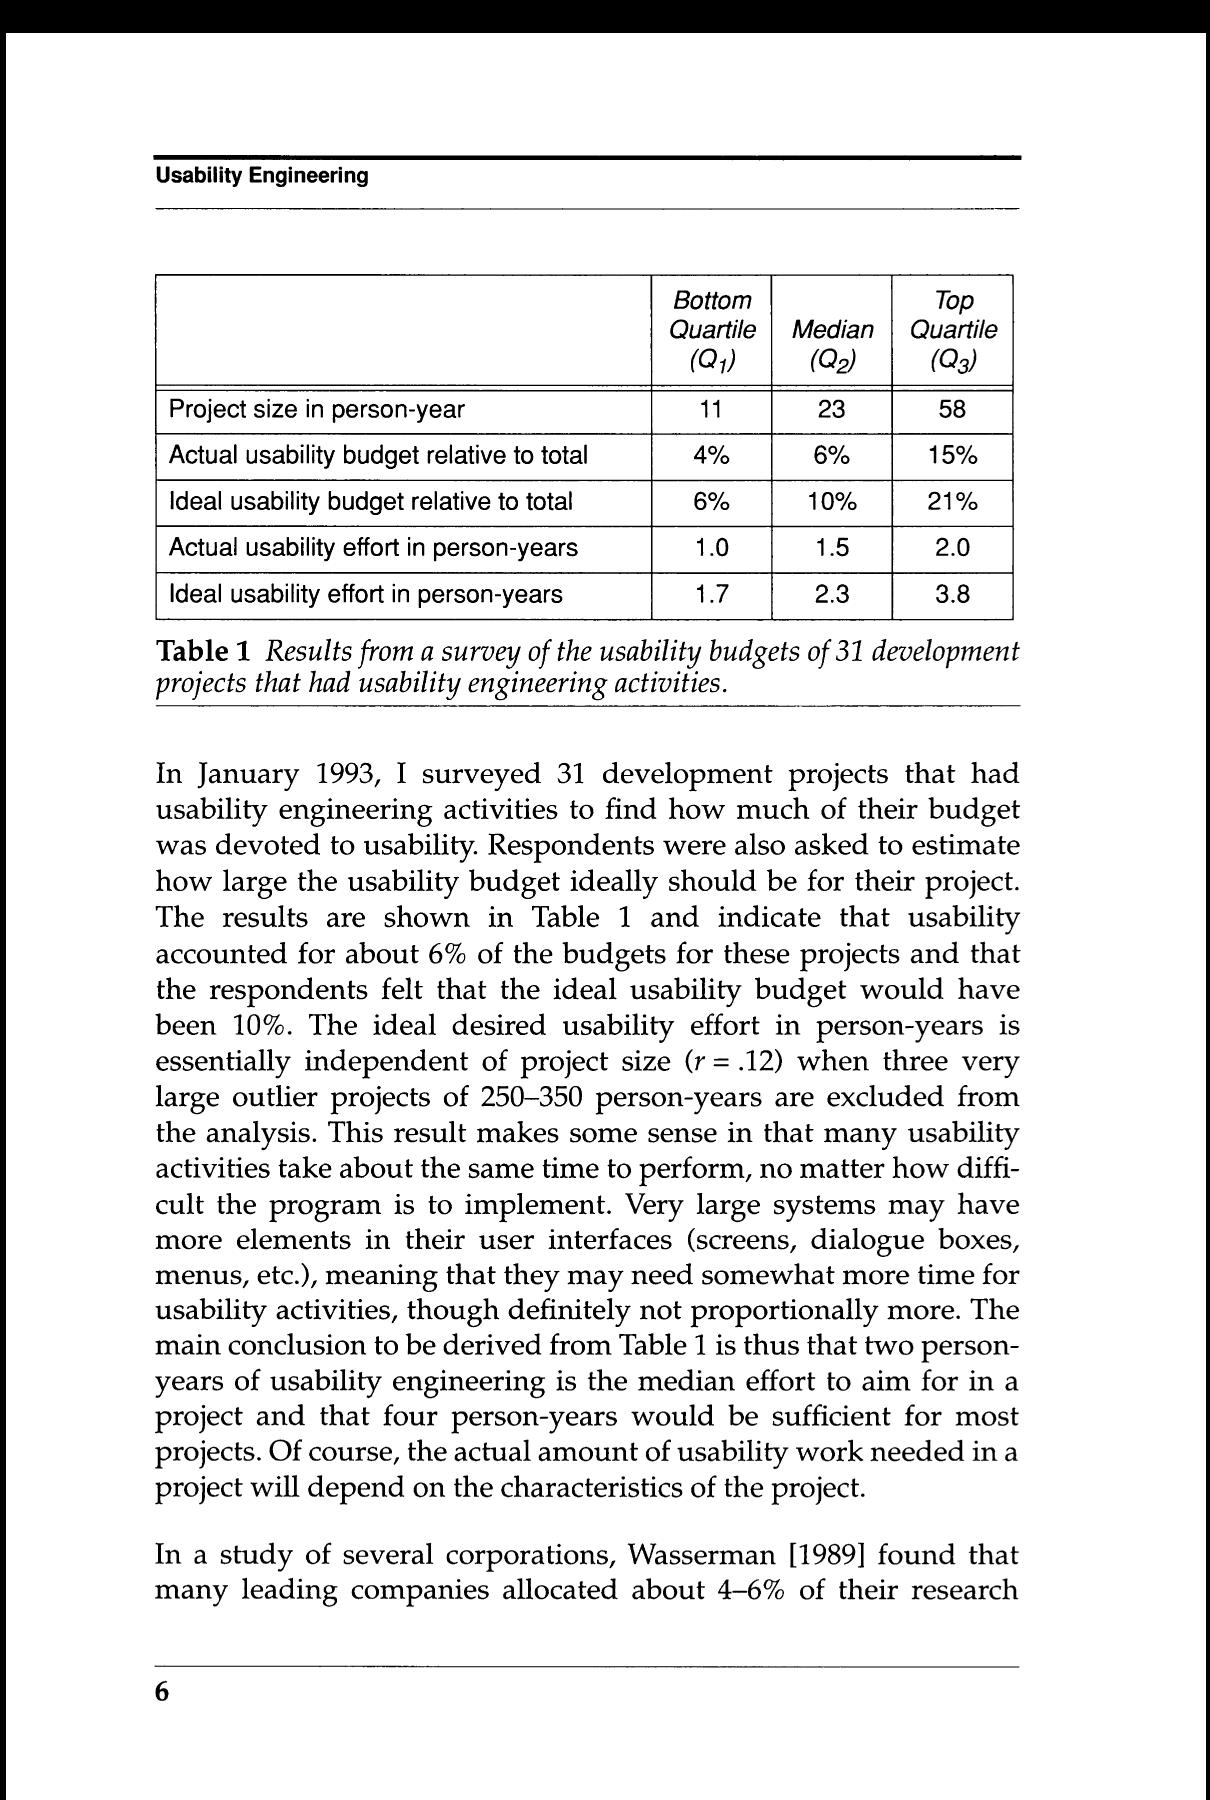 Usability Engineering
Bottom Quartile (Q1) Median (Q2) Top Quartile (Q3)
Project size in person-year 11 23 58
Actual usability budget relative to total 4% 6% 15%
Ideal usability budget relative to total 6% 10% 21%
Actual usability effort in person-years 1.0 1.5 2.0
Ideal usability effort in person-years 1.7 2.3 3.8
Table 1 Results from a survey of the usability budgets of 31 development
projects that had usability engineering activities.
In January 1993, I surveyed 31 development projects that had
usability engineering activities to find how much of their budget
was devoted to usability. Respondents were also asked to estimate
how large the usability budget ideally should be for their project.
The results are shown in Table 1 and indicate that usability
accounted for about 6% of the budgets for these projects and that
the respondents felt that the ideal usability budget would have
been 10%. The ideal desired usability effort in person-years is
essentially independent of project size (r = .12) when three very
large outlier projects of 250–350 person-years are excluded from
the analysis. This result makes some sense in that many usability
activities take about the same time to perform, no matter how diffi-
cult the program is to implement. Very large systems may have
more elements in their user interfaces (screens, dialogue boxes,
menus, etc.), meaning that they may need somewhat more time for
usability activities, though definitely not proportionally more. The
main conclusion to be derived from Table 1 is thus that two person-
years of usability engineering is the median effort to aim for in a
project and that four person-years would be sufficient for most
projects. Of course, the actual amount of usability work needed in a
project will depend on the characteristics of the project.
In a study of several corporations, Wasserman [1989] found that
many leading companies allocated about 4–6% of their research
6